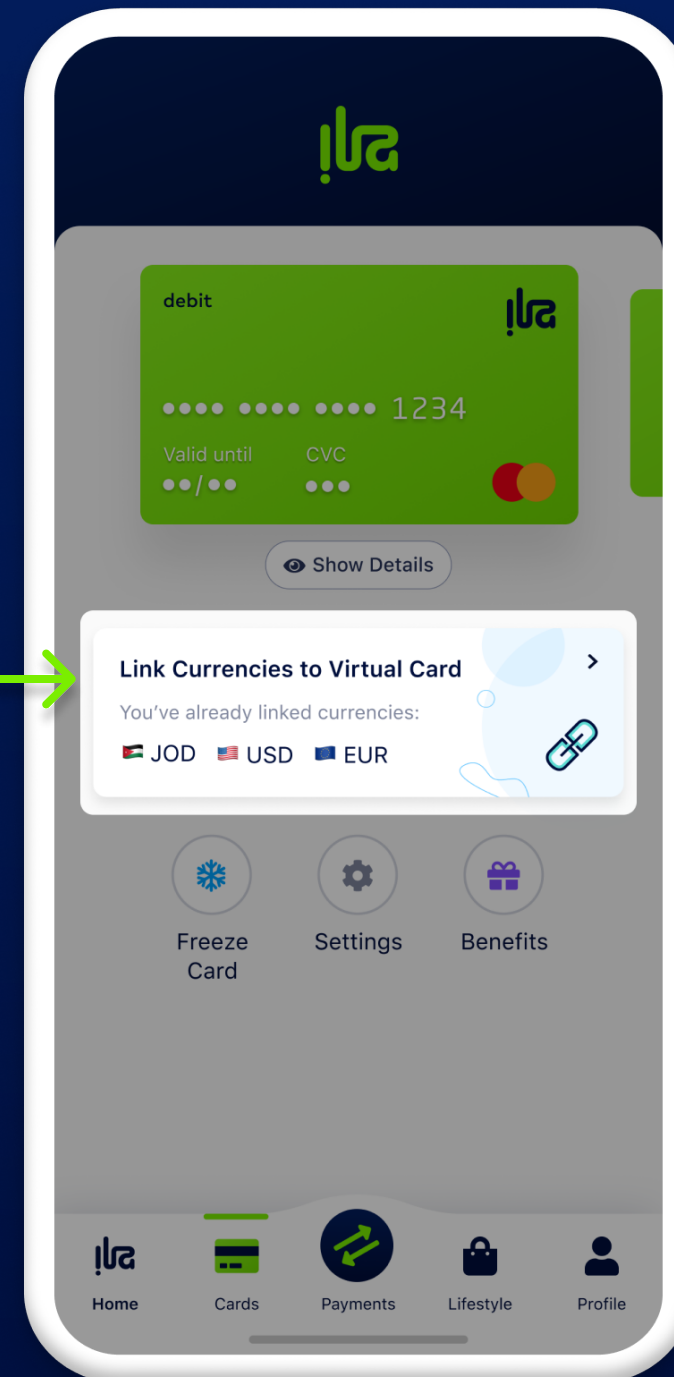 ila
debit
ila
•••• •••• •••• 1234
Valid until CVC
••/•• •••
Show Details
Link Currencies to Virtual Card
You’ve already linked currencies:
JOD USD EUR
Freeze Card
Settings
Benefits
ila
Home
Cards
Payments
Lifestyle
Profile